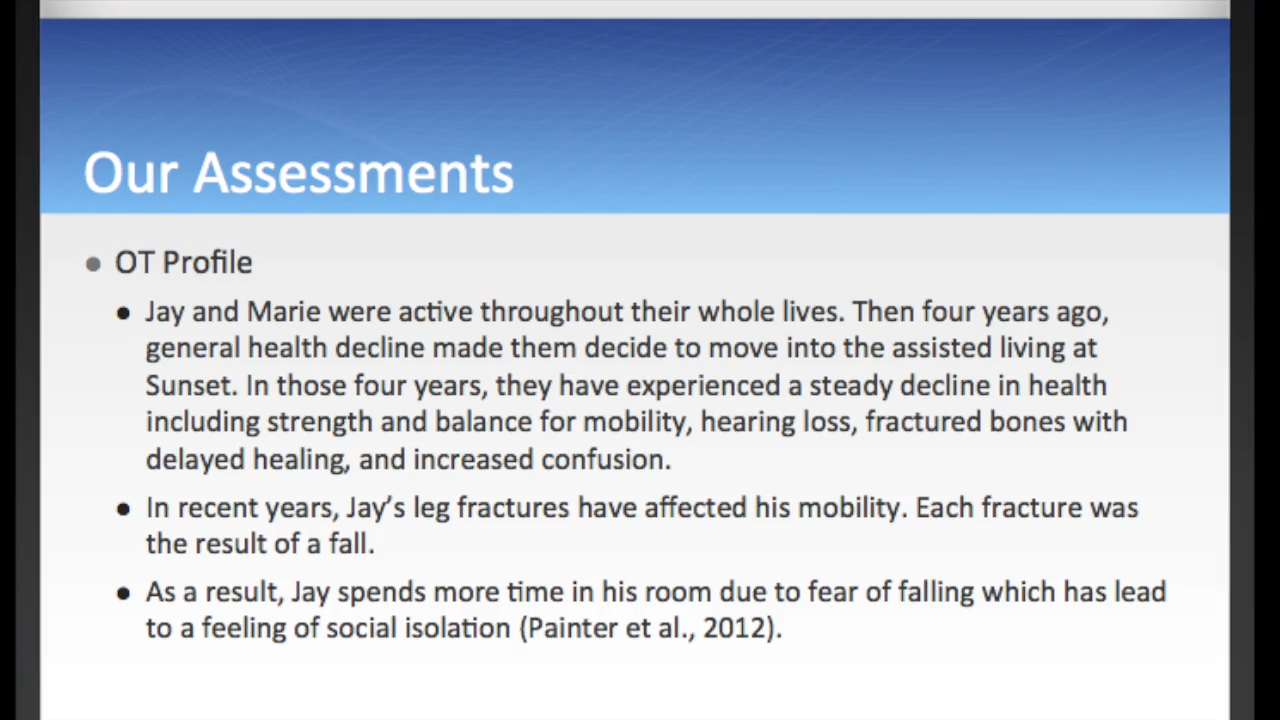 Our Assessments
OT Profile
Jay and Marie were active throughout their whole lives. Then four years ago,
general health decline made them decide to move into the assisted living at
Sunset. In those four years, they have experienced a steady decline in health
including strength and balance for mobility, hearing loss, fractured bones with
delayed healing, and increased confusion.
In recent years, Jay’s leg fractures have affected his mobility. Each fracture was
the result of a fall.
As a result, Jay spends more time in his room due to fear of falling which has lead
to a feeling of social isolation (Painter et al., 2012).